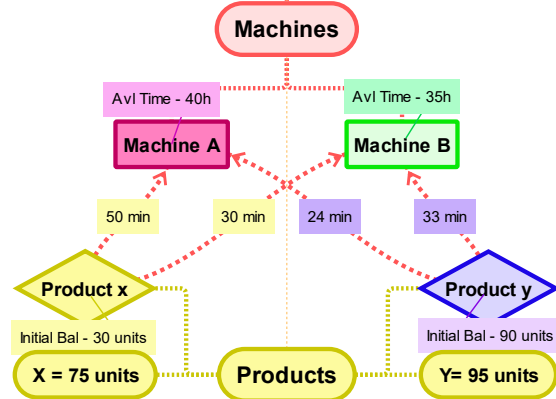 Machines
Avl Time - 40h
Avl Time - 35h
Machine A
Machine B
50 min
30 min
24 min
33 min
Product x
Product y
Initial Bal - 30 units
Initial Bal - 90 units
X = 75 units
Products
Y= 95 units